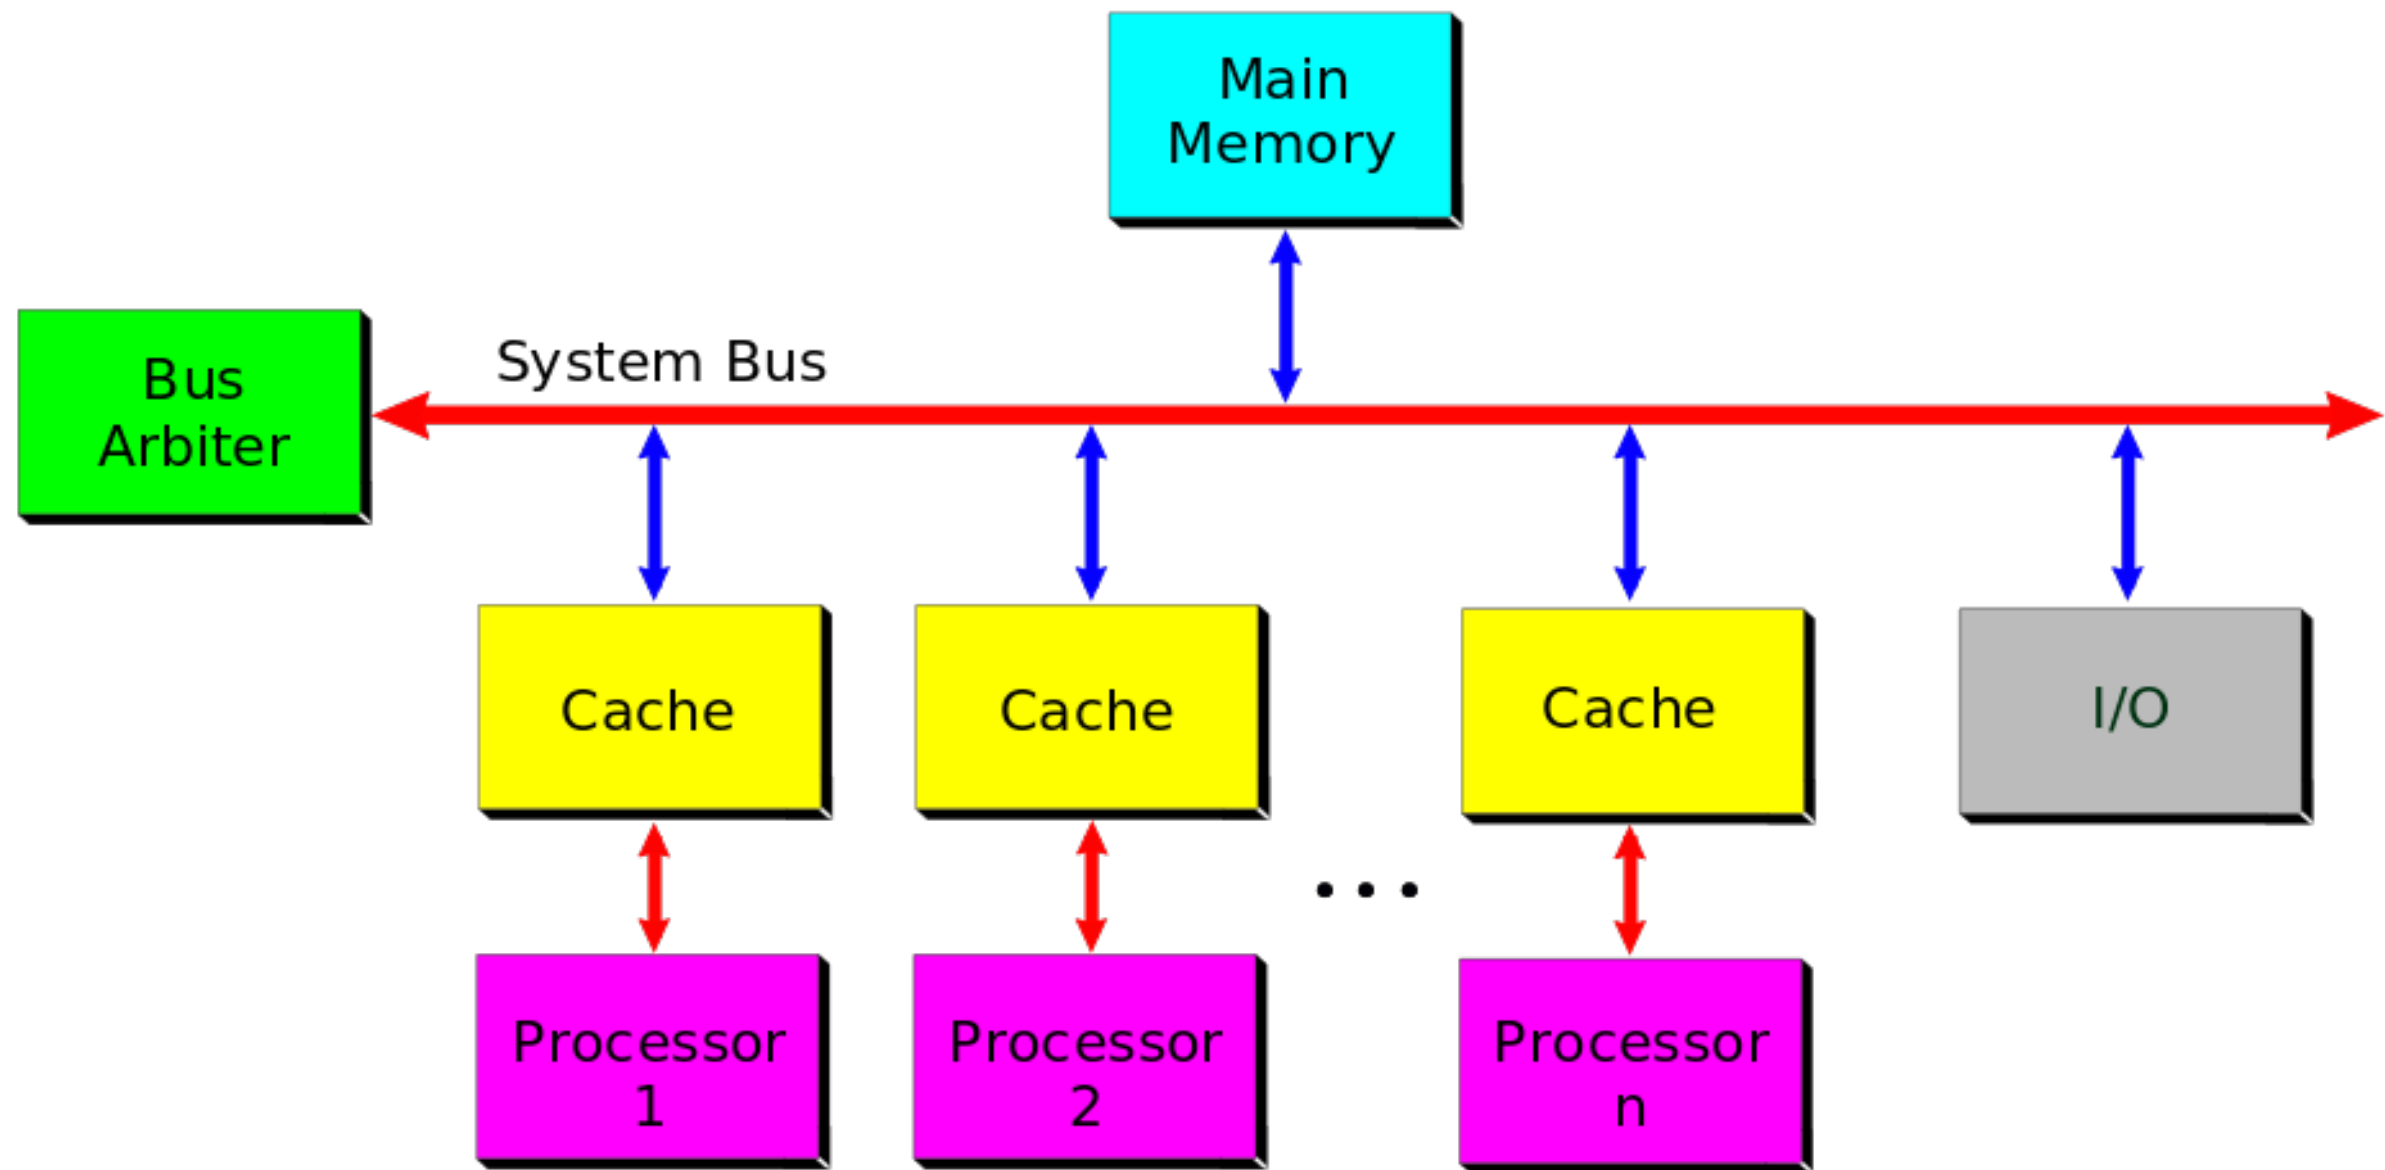 Main
Memory
Bus
Arbiter
System Bus
Cache
Cache
Cache
I/O
...
Processor
1
Processor
2
Processor
n